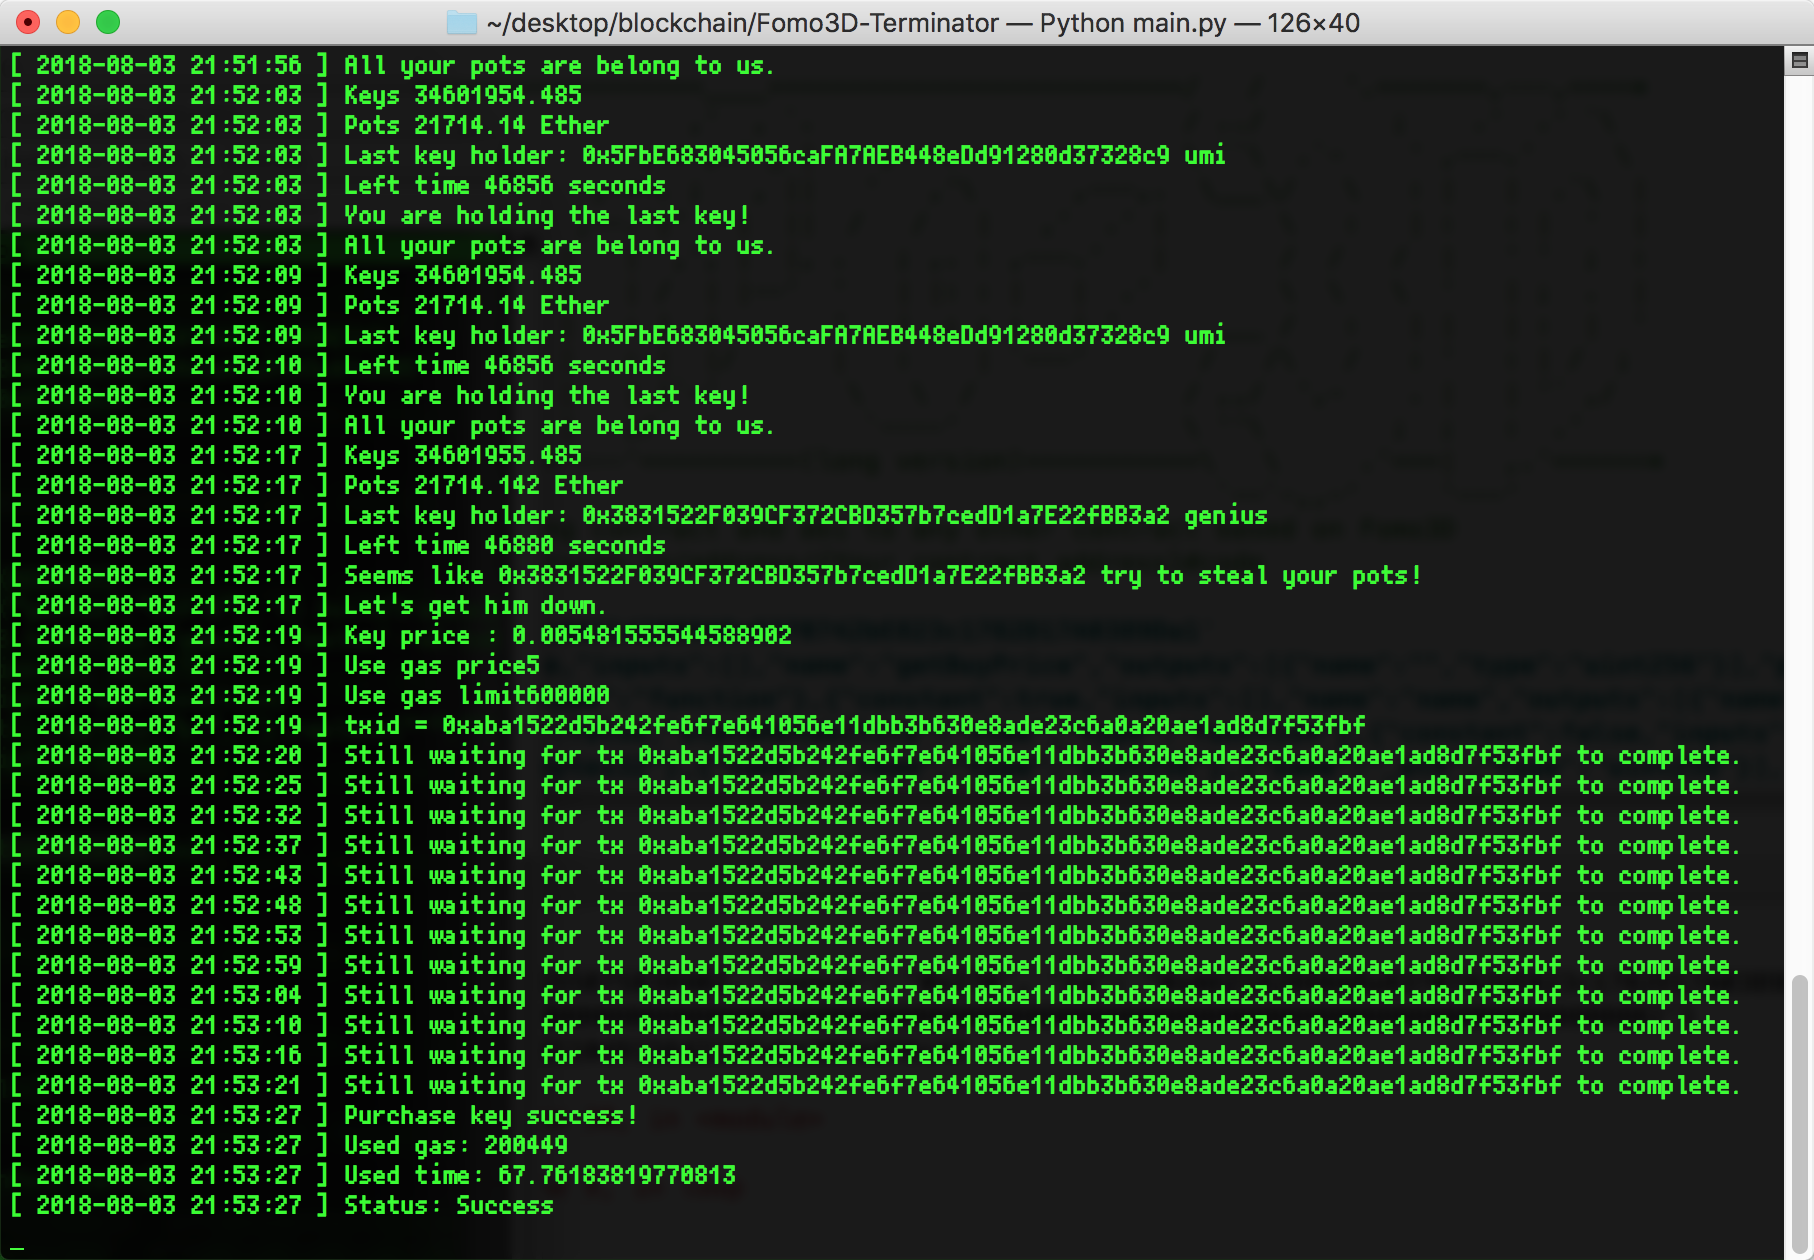 ~/desktop/blockchain/Fomo3D-Terminator — Python main.py — 126×40
[ 2018-08-03 21:51:56 ] All your pots are belong to us.
[ 2018-08-03 21:52:03 ] Keys 34601954.485
[ 2018-08-03 21:52:03 ] Pots 21714.14 Ether
[ 2018-08-03 21:52:03 ] Last key holder: 0x5FbE683045056caFA7AEB448eDd91280d37328c9 umi
[ 2018-08-03 21:52:03 ] Left time 46856 seconds
[ 2018-08-03 21:52:03 ] You are holding the last key!
[ 2018-08-03 21:52:03 ] All your pots are belong to us.
[ 2018-08-03 21:52:09 ] Keys 34601954.485
[ 2018-08-03 21:52:09 ] Pots 21714.14 Ether
[ 2018-08-03 21:52:09 ] Last key holder: 0x5FbE683045056caFA7AEB448eDd91280d37328c9 umi
[ 2018-08-03 21:52:10 ] Left time 46856 seconds
[ 2018-08-03 21:52:10 ] You are holding the last key!
[ 2018-08-03 21:52:10 ] All your pots are belong to us.
[ 2018-08-03 21:52:17 ] Keys 34601955.485
[ 2018-08-03 21:52:17 ] Pots 21714.142 Ether
[ 2018-08-03 21:52:17 ] Last key holder: 0x3831522F039CF372CBD357b7cedD1a7E22fBB3a2 genius
[ 2018-08-03 21:52:17 ] Left time 46880 seconds
[ 2018-08-03 21:52:17 ] Seems like 0x3831522F039CF372CBD357b7cedD1a7E22fBB3a2 try to steal your pots!
[ 2018-08-03 21:52:17 ] Let's get him down.
[ 2018-08-03 21:52:19 ] Key price : 0.005481555544588902
[ 2018-08-03 21:52:19 ] Use gas price5
[ 2018-08-03 21:52:19 ] Use gas limit600000
[ 2018-08-03 21:52:19 ] txid = 0xaba1522d5b242fe6f7e641056e11dbb3b630e8ade23c6a0a20ae1ad8d7f53fbf
[ 2018-08-03 21:52:20 ] Still waiting for tx 0xaba1522d5b242fe6f7e641056e11dbb3b630e8ade23c6a0a20ae1ad8d7f53fbf to complete.
[ 2018-08-03 21:52:25 ] Still waiting for tx 0xaba1522d5b242fe6f7e641056e11dbb3b630e8ade23c6a0a20ae1ad8d7f53fbf to complete.
[ 2018-08-03 21:52:32 ] Still waiting for tx 0xaba1522d5b242fe6f7e641056e11dbb3b630e8ade23c6a0a20ae1ad8d7f53fbf to complete.
[ 2018-08-03 21:52:37 ] Still waiting for tx 0xaba1522d5b242fe6f7e641056e11dbb3b630e8ade23c6a0a20ae1ad8d7f53fbf to complete.
[ 2018-08-03 21:52:43 ] Still waiting for tx 0xaba1522d5b242fe6f7e641056e11dbb3b630e8ade23c6a0a20ae1ad8d7f53fbf to complete.
[ 2018-08-03 21:52:48 ] Still waiting for tx 0xaba1522d5b242fe6f7e641056e11dbb3b630e8ade23c6a0a20ae1ad8d7f53fbf to complete.
[ 2018-08-03 21:52:53 ] Still waiting for tx 0xaba1522d5b242fe6f7e641056e11dbb3b630e8ade23c6a0a20ae1ad8d7f53fbf to complete.
[ 2018-08-03 21:52:59 ] Still waiting for tx 0xaba1522d5b242fe6f7e641056e11dbb3b630e8ade23c6a0a20ae1ad8d7f53fbf to complete.
[ 2018-08-03 21:53:04 ] Still waiting for tx 0xaba1522d5b242fe6f7e641056e11dbb3b630e8ade23c6a0a20ae1ad8d7f53fbf to complete.
[ 2018-08-03 21:53:10 ] Still waiting for tx 0xaba1522d5b242fe6f7e641056e11dbb3b630e8ade23c6a0a20ae1ad8d7f53fbf to complete.
[ 2018-08-03 21:53:16 ] Still waiting for tx 0xaba1522d5b242fe6f7e641056e11dbb3b630e8ade23c6a0a20ae1ad8d7f53fbf to complete.
[ 2018-08-03 21:53:21 ] Still waiting for tx 0xaba1522d5b242fe6f7e641056e11dbb3b630e8ade23c6a0a20ae1ad8d7f53fbf to complete.
[ 2018-08-03 21:53:27 ] Purchase key success!
[ 2018-08-03 21:53:27 ] Used gas: 200449
[ 2018-08-03 21:53:27 ] Used time: 67.76183819770813
[ 2018-08-03 21:53:27 ] Status: Success